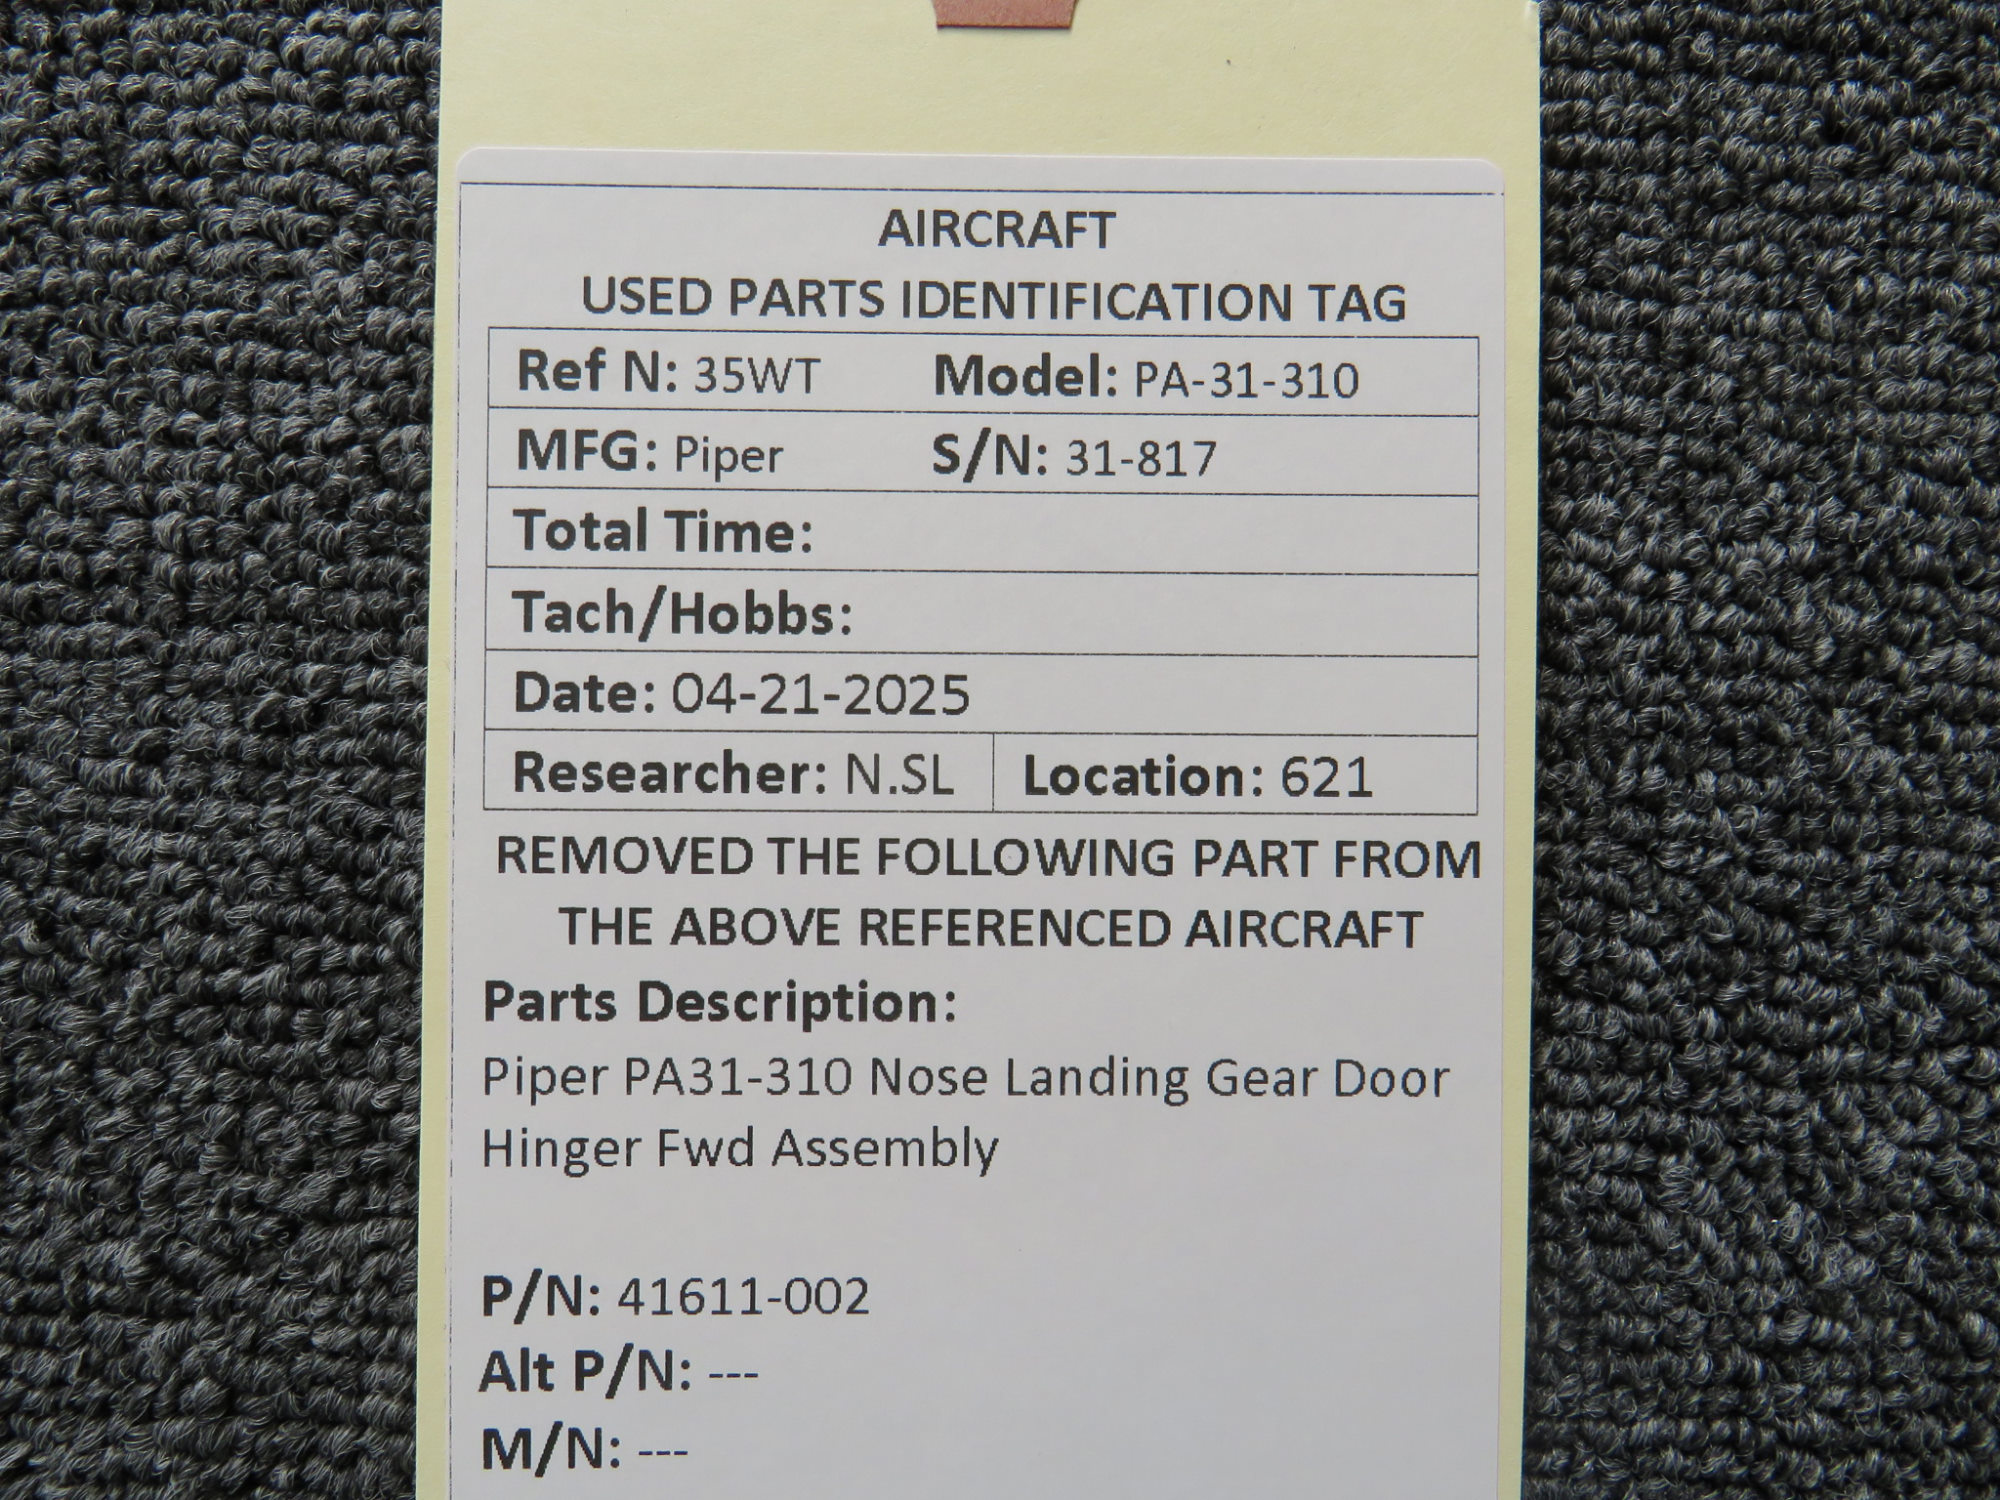 AIRCRAFT
USED PARTS IDENTIFICATION TAG
Ref N: 35WT Model: PA-31-310
MFG: Piper S/N: 31-817
Total Time:
Tach/Hobbs:
Date: 04-21-2025
Researcher: N.SL Location: 621
REMOVED THE FOLLOWING PART FROM
THE ABOVE REFERENCED AIRCRAFT
Parts Description:
Piper PA31-310 Nose Landing Gear Door
Hinger Fwd Assembly
P/N: 41611-002
Alt P/N: ---
M/N: ---